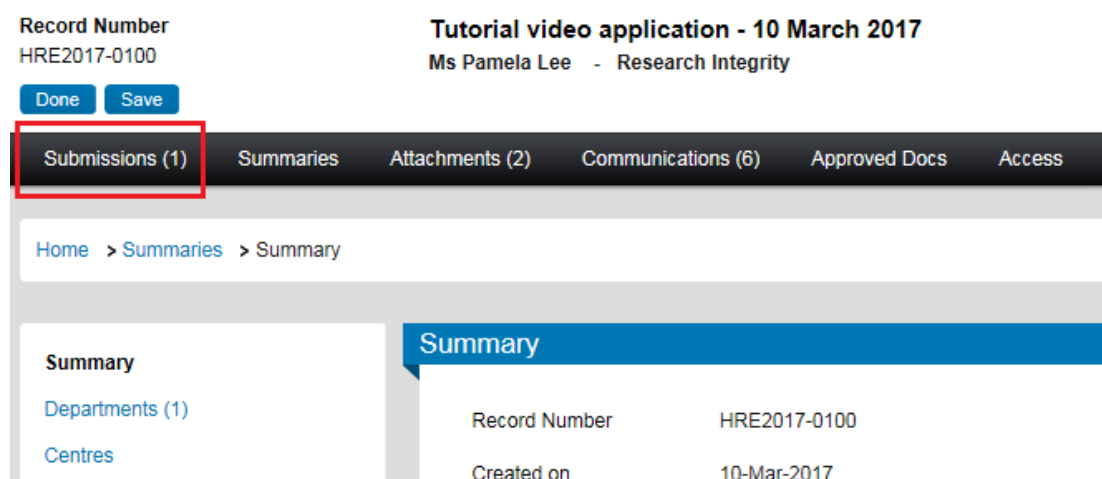 Record Number
HRE2017-0100
Tutorial video application - 10 March 2017
Ms Pamela Lee - Research Integrity
Done Save
Submissions (1) Summaries Attachments (2) Communications (6) Approved Docs Access
Home > Summaries > Summary
Summary
Departments (1)
Centres
Summary
Record Number HRE2017-0100
Created on 10-Mar-2017